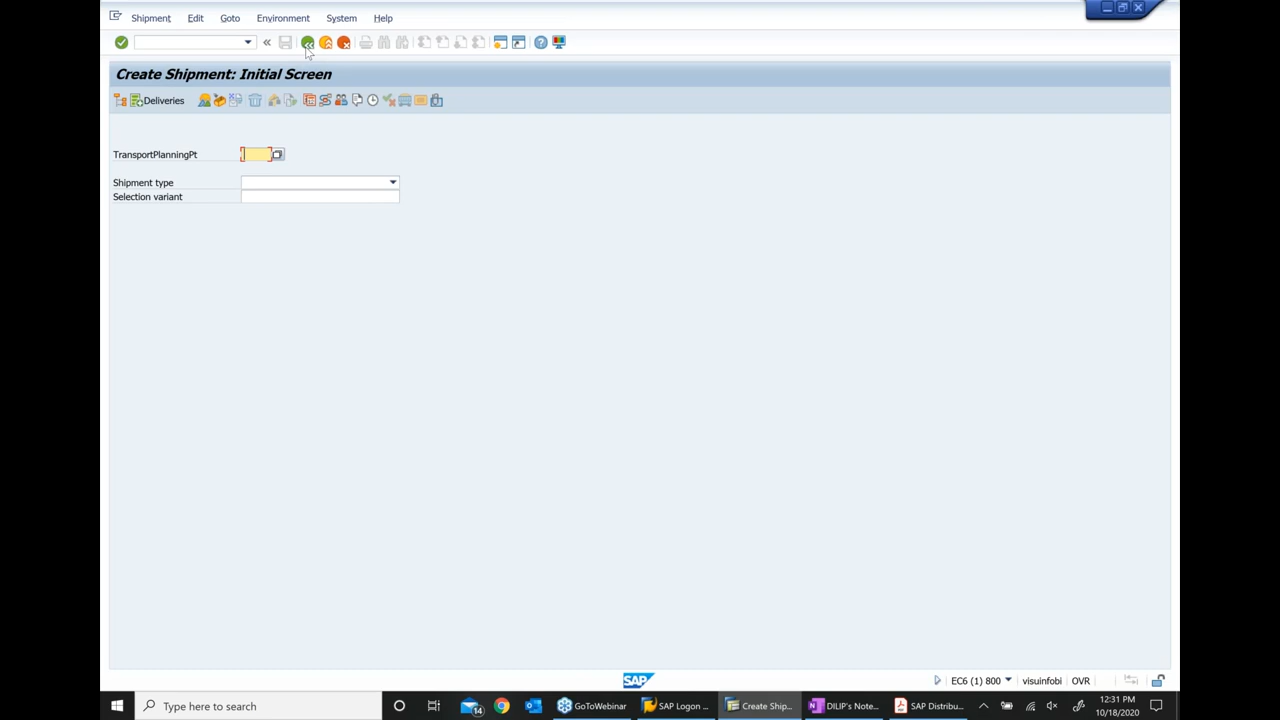 Shipment Edit Goto Environment System Help
Create Shipment: Initial Screen
Deliveries
TransportPlanningPt
Shipment type
Selection variant
SAP
EC6 (1) 800 visuinfobi OVR
Type here to search
14
GoToWebinar
SAP Logon ...
Create Ship...
DILIP's Note...
SAP Distribu...
12:31 PM
10/18/2020